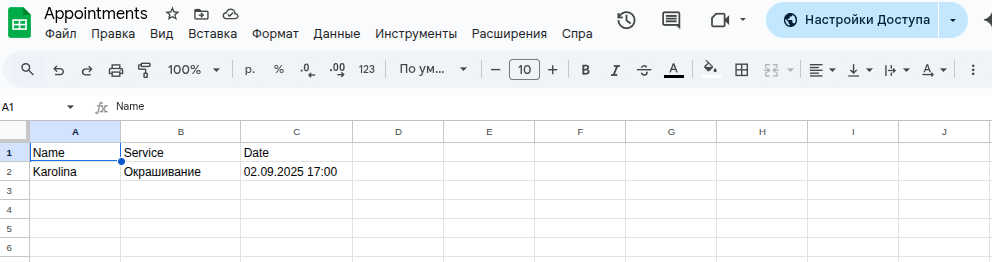 Appointments
Файл Правка Вид Вставка Формат Данные Инструменты Расширения Спра
Настройки Доступа
100% р. % .0 .00 123 По ум... 10 B I A A
A1 fx Name
A B C D E F G H I J
1 Name Service Date
2 Karolina Окрашивание 02.09.2025 17:00
3
4
5
6